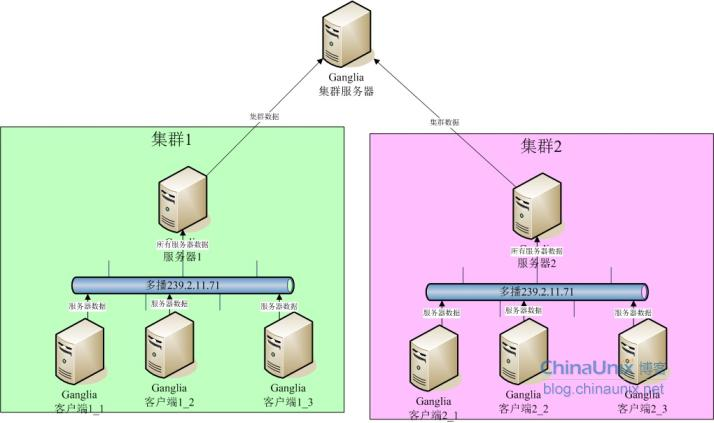 Ganglia
集群服务器
集群数据
集群数据
集群1
集群2
Ganglia
所有服务器数据
服务器1
Ganglia
所有服务器数据
服务器2
多播239.2.11.71
多播239.2.11.71
服务器数据
服务器数据
服务器数据
服务器数据
服务器数据
服务器数据
Ganglia
客户端1_1
Ganglia
客户端1_2
Ganglia
客户端1_3
Ganglia
客户端2_1
Ganglia
客户端2_2
Ganglia
客户端2_3
ChinaUnix 博客
blog.chinaunix.net